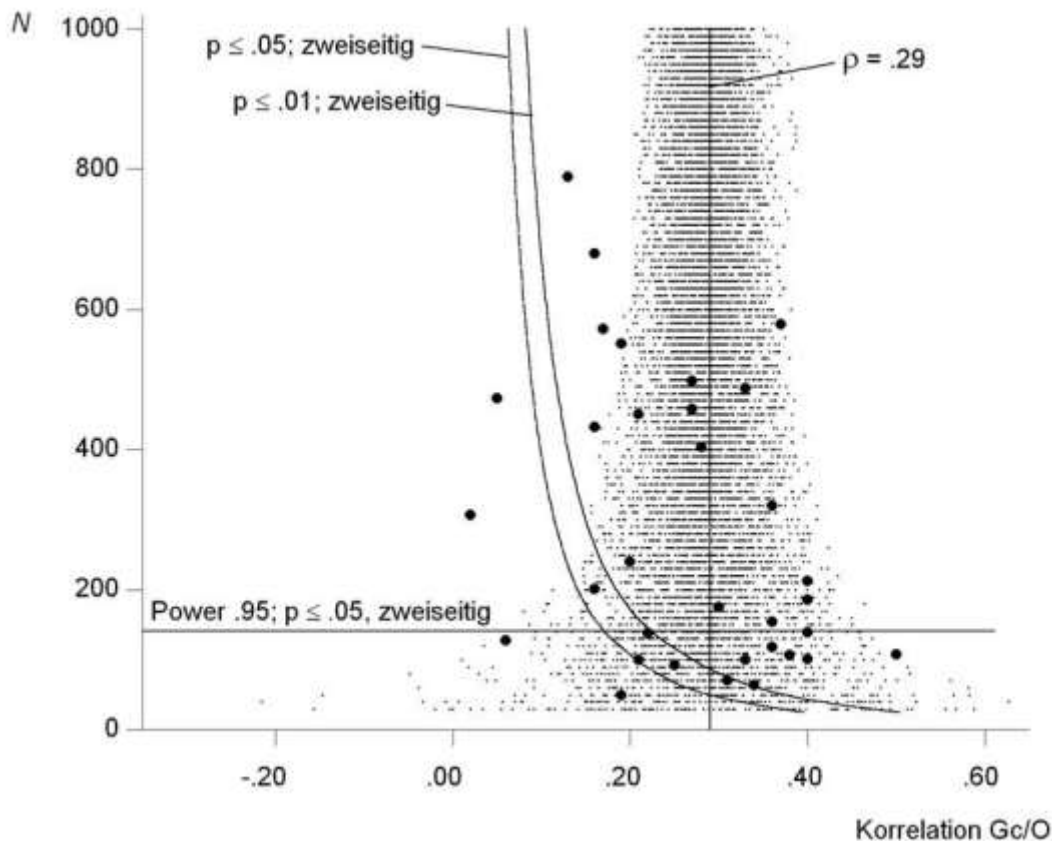 N
1000
p ≤ .05; zweiseitig
ρ = .29
p ≤ .01; zweiseitig
800
600
400
200
Power .95; p ≤ .05, zweiseitig
0
-.20
.00
.20
.40
.60
Korrelation Gc/O